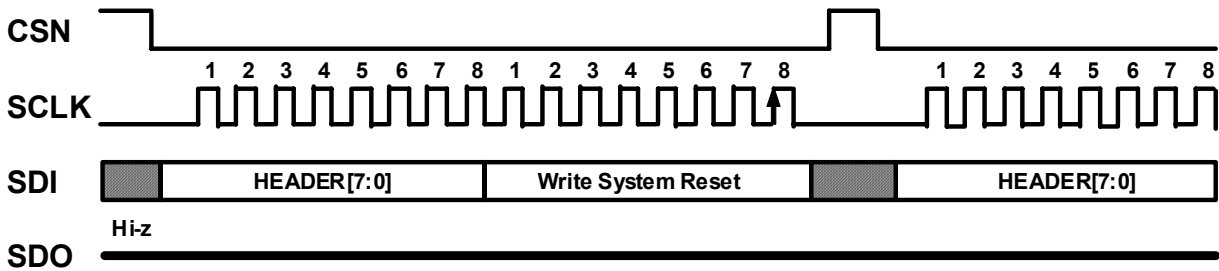 CSN
1 2 3 4 5 6 7 8 1 2 3 4 5 6 7 8 1 2 3 4 5 6 7 8
SCLK
SDI HEADER[7:0] Write System Reset HEADER[7:0]
Hi-z
SDO